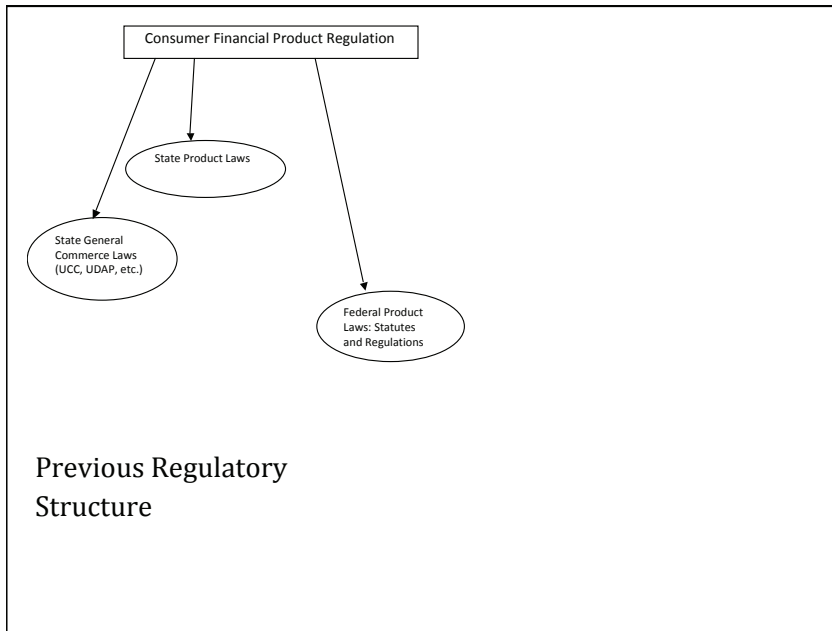 Consumer Financial Product Regulation
State Product Laws
State General
Commerce Laws
(UCC, UDAP, etc.)
Federal Product
Laws: Statutes
and Regulations
Previous Regulatory
Structure